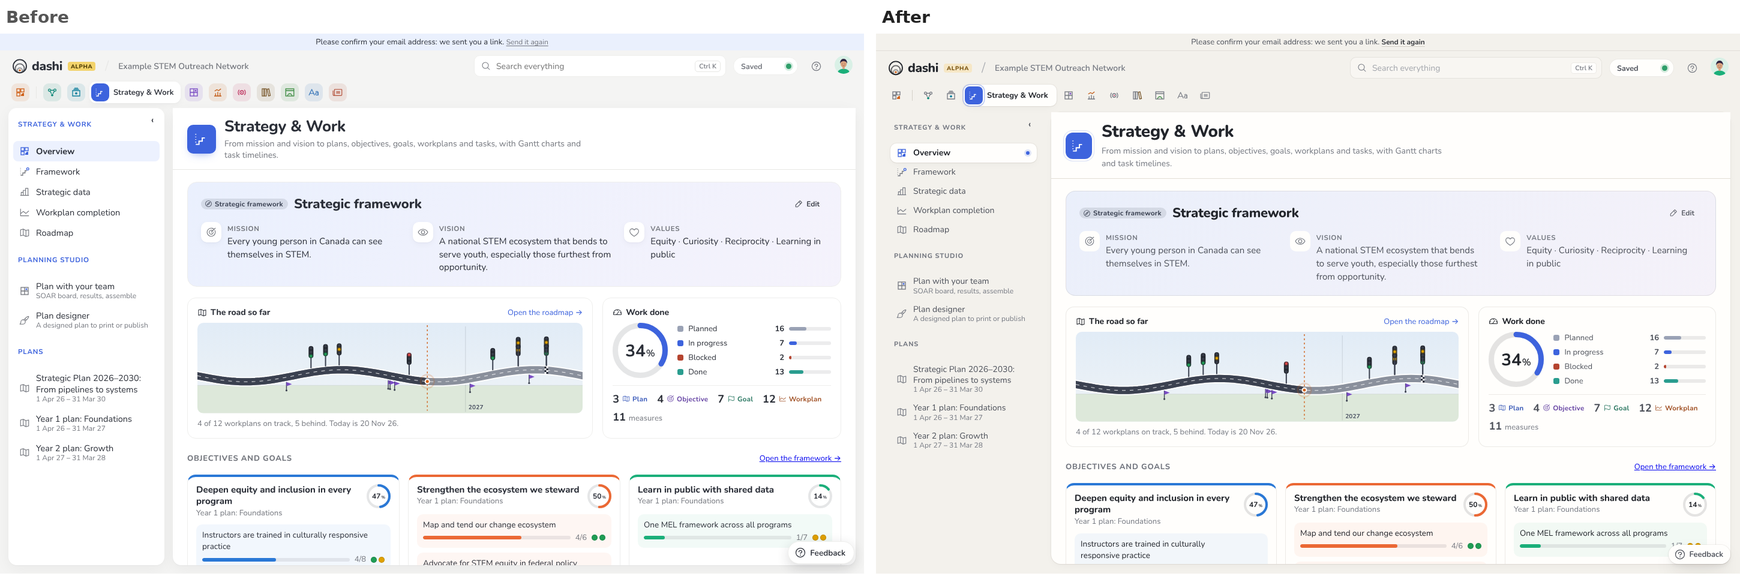 Before
Please confirm your email address: we sent you a link. Send it again
dashi ALPHA / Example STEM Outreach Network
Search everything Ctrl K
Saved
Strategy & Work
Aa
STRATEGY & WORK
Overview
Framework
Strategic data
Workplan completion
Roadmap
PLANNING STUDIO
Plan with your team
SOAR board, results, assemble
Plan designer
A designed plan to print or publish
PLANS
Strategic Plan 2026–2030:
From pipelines to systems
1 Apr 26 – 31 Mar 30
Year 1 plan: Foundations
1 Apr 26 – 31 Mar 27
Year 2 plan: Growth
1 Apr 27 – 31 Mar 28
Strategy & Work
From mission and vision to plans, objectives, goals, workplans and tasks, with Gantt charts and
task timelines.
Strategic framework
Strategic framework
Edit
MISSION
Every young person in Canada can see
themselves in STEM.
VISION
A national STEM ecosystem that bends to
serve youth, especially those furthest from
opportunity.
VALUES
Equity · Curiosity · Reciprocity · Learning in
public
The road so far
Open the roadmap →
2027
4 of 12 workplans on track, 5 behind. Today is 20 Nov 26.
Work done
34%
Planned 16
In progress 7
Blocked 2
Done 13
3 Plan 4 Objective 7 Goal 12 Workplan
11 measures
OBJECTIVES AND GOALS
Open the framework →
Deepen equity and inclusion in every
program
Year 1 plan: Foundations
47%
Instructors are trained in culturally responsive
practice
4/8
Strengthen the ecosystem we steward
Year 1 plan: Foundations
50%
Map and tend our change ecosystem
4/6
Advocate for STEM equity in federal policy
Learn in public with shared data
Year 1 plan: Foundations
14%
One MEL framework across all programs
1/7
Feedback
After
Please confirm your email address: we sent you a link. Send it again
dashi ALPHA / Example STEM Outreach Network
Search everything Ctrl K
Saved
Strategy & Work
Aa
STRATEGY & WORK
Overview
Framework
Strategic data
Workplan completion
Roadmap
PLANNING STUDIO
Plan with your team
SOAR board, results, assemble
Plan designer
A designed plan to print or publish
PLANS
Strategic Plan 2026–2030:
From pipelines to systems
1 Apr 26 – 31 Mar 30
Year 1 plan: Foundations
1 Apr 26 – 31 Mar 27
Year 2 plan: Growth
1 Apr 27 – 31 Mar 28
Strategy & Work
From mission and vision to plans, objectives, goals, workplans and tasks, with Gantt charts
and task timelines.
Strategic framework
Strategic framework
Edit
MISSION
Every young person in Canada can see
themselves in STEM.
VISION
A national STEM ecosystem that bends
to serve youth, especially those furthest
from opportunity.
VALUES
Equity · Curiosity · Reciprocity · Learning
in public
The road so far
Open the roadmap →
2027
4 of 12 workplans on track, 5 behind. Today is 20 Nov 26.
Work done
34%
Planned 16
In progress 7
Blocked 2
Done 13
3 Plan 4 Objective 7 Goal 12 Workplan
11 measures
OBJECTIVES AND GOALS
Open the framework →
Deepen equity and inclusion in every
program
Year 1 plan: Foundations
47%
Instructors are trained in culturally
responsive practice
Strengthen the ecosystem we steward
Year 1 plan: Foundations
50%
Map and tend our change ecosystem
4/6
Learn in public with shared data
Year 1 plan: Foundations
14%
One MEL framework across all programs
Feedback